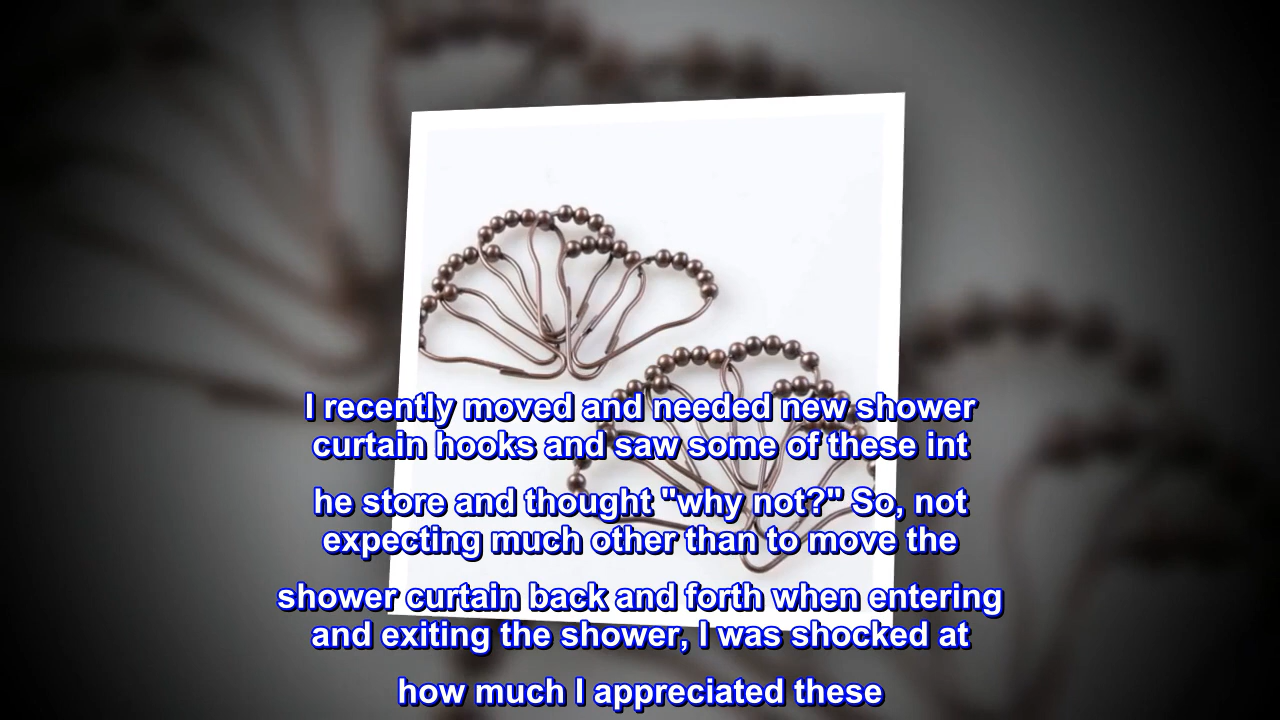 I recently moved and needed new shower
curtain hooks and saw some of these int
he store and thought "why not?" So, not
expecting much other than to move the
shower curtain back and forth when entering
and exiting the shower, I was shocked at
how much I appreciated these